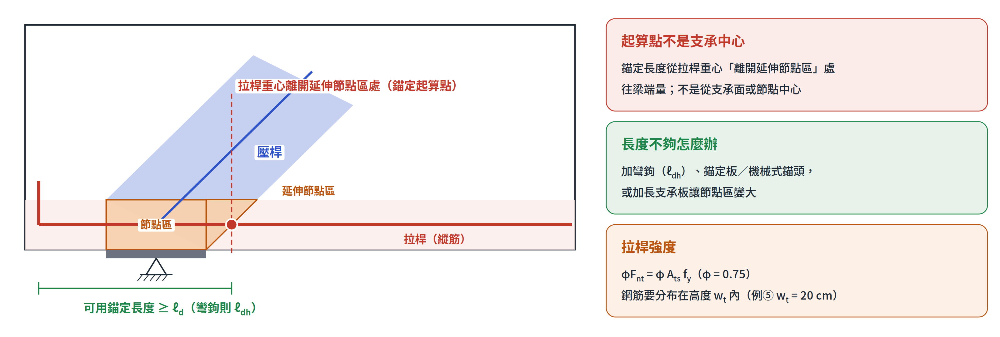 拉桿重心離開延伸節點區處（錨定起算點）
壓桿
延伸節點區
節點區
拉桿（縱筋）
可用錨定長度 ≥ ℓd（彎鉤則 ℓdh）
起算點不是支承中心
錨定長度從拉桿重心「離開延伸節點區」處
往梁端量；不是從支承面或節點中心
長度不夠怎麼辦
加彎鉤（ℓdh）、錨定板／機械式錨頭，
或加長支承板讓節點區變大
拉桿強度
ϕFnt = ϕ Ats fy（ϕ = 0.75）
鋼筋要分布在高度 wt 內（例⑤ wt = 20 cm）